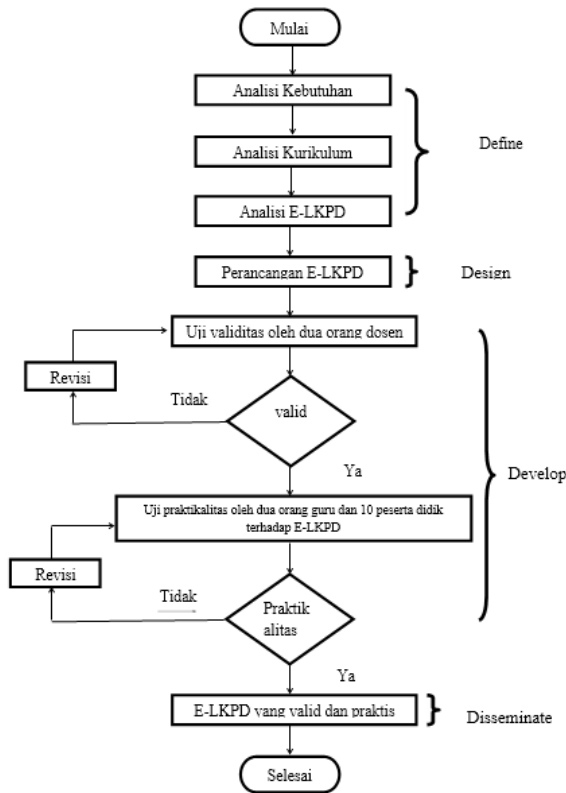 Mulai
Analisi Kebutuhan
Define
Analisi Kurikulum
Analisi E-LKPD
Perancangan E-LKPD
Design
Uji validitas oleh dua orang dosen
Revisi
Tidak
valid
Ya
Develop
Uji praktikalitas oleh dua orang guru dan 10 peserta didik
terhadap E-LKPD
Revisi
Tidak
Praktik
alitas
Ya
E-LKPD yang valid dan praktis
Disseminate
Selesai